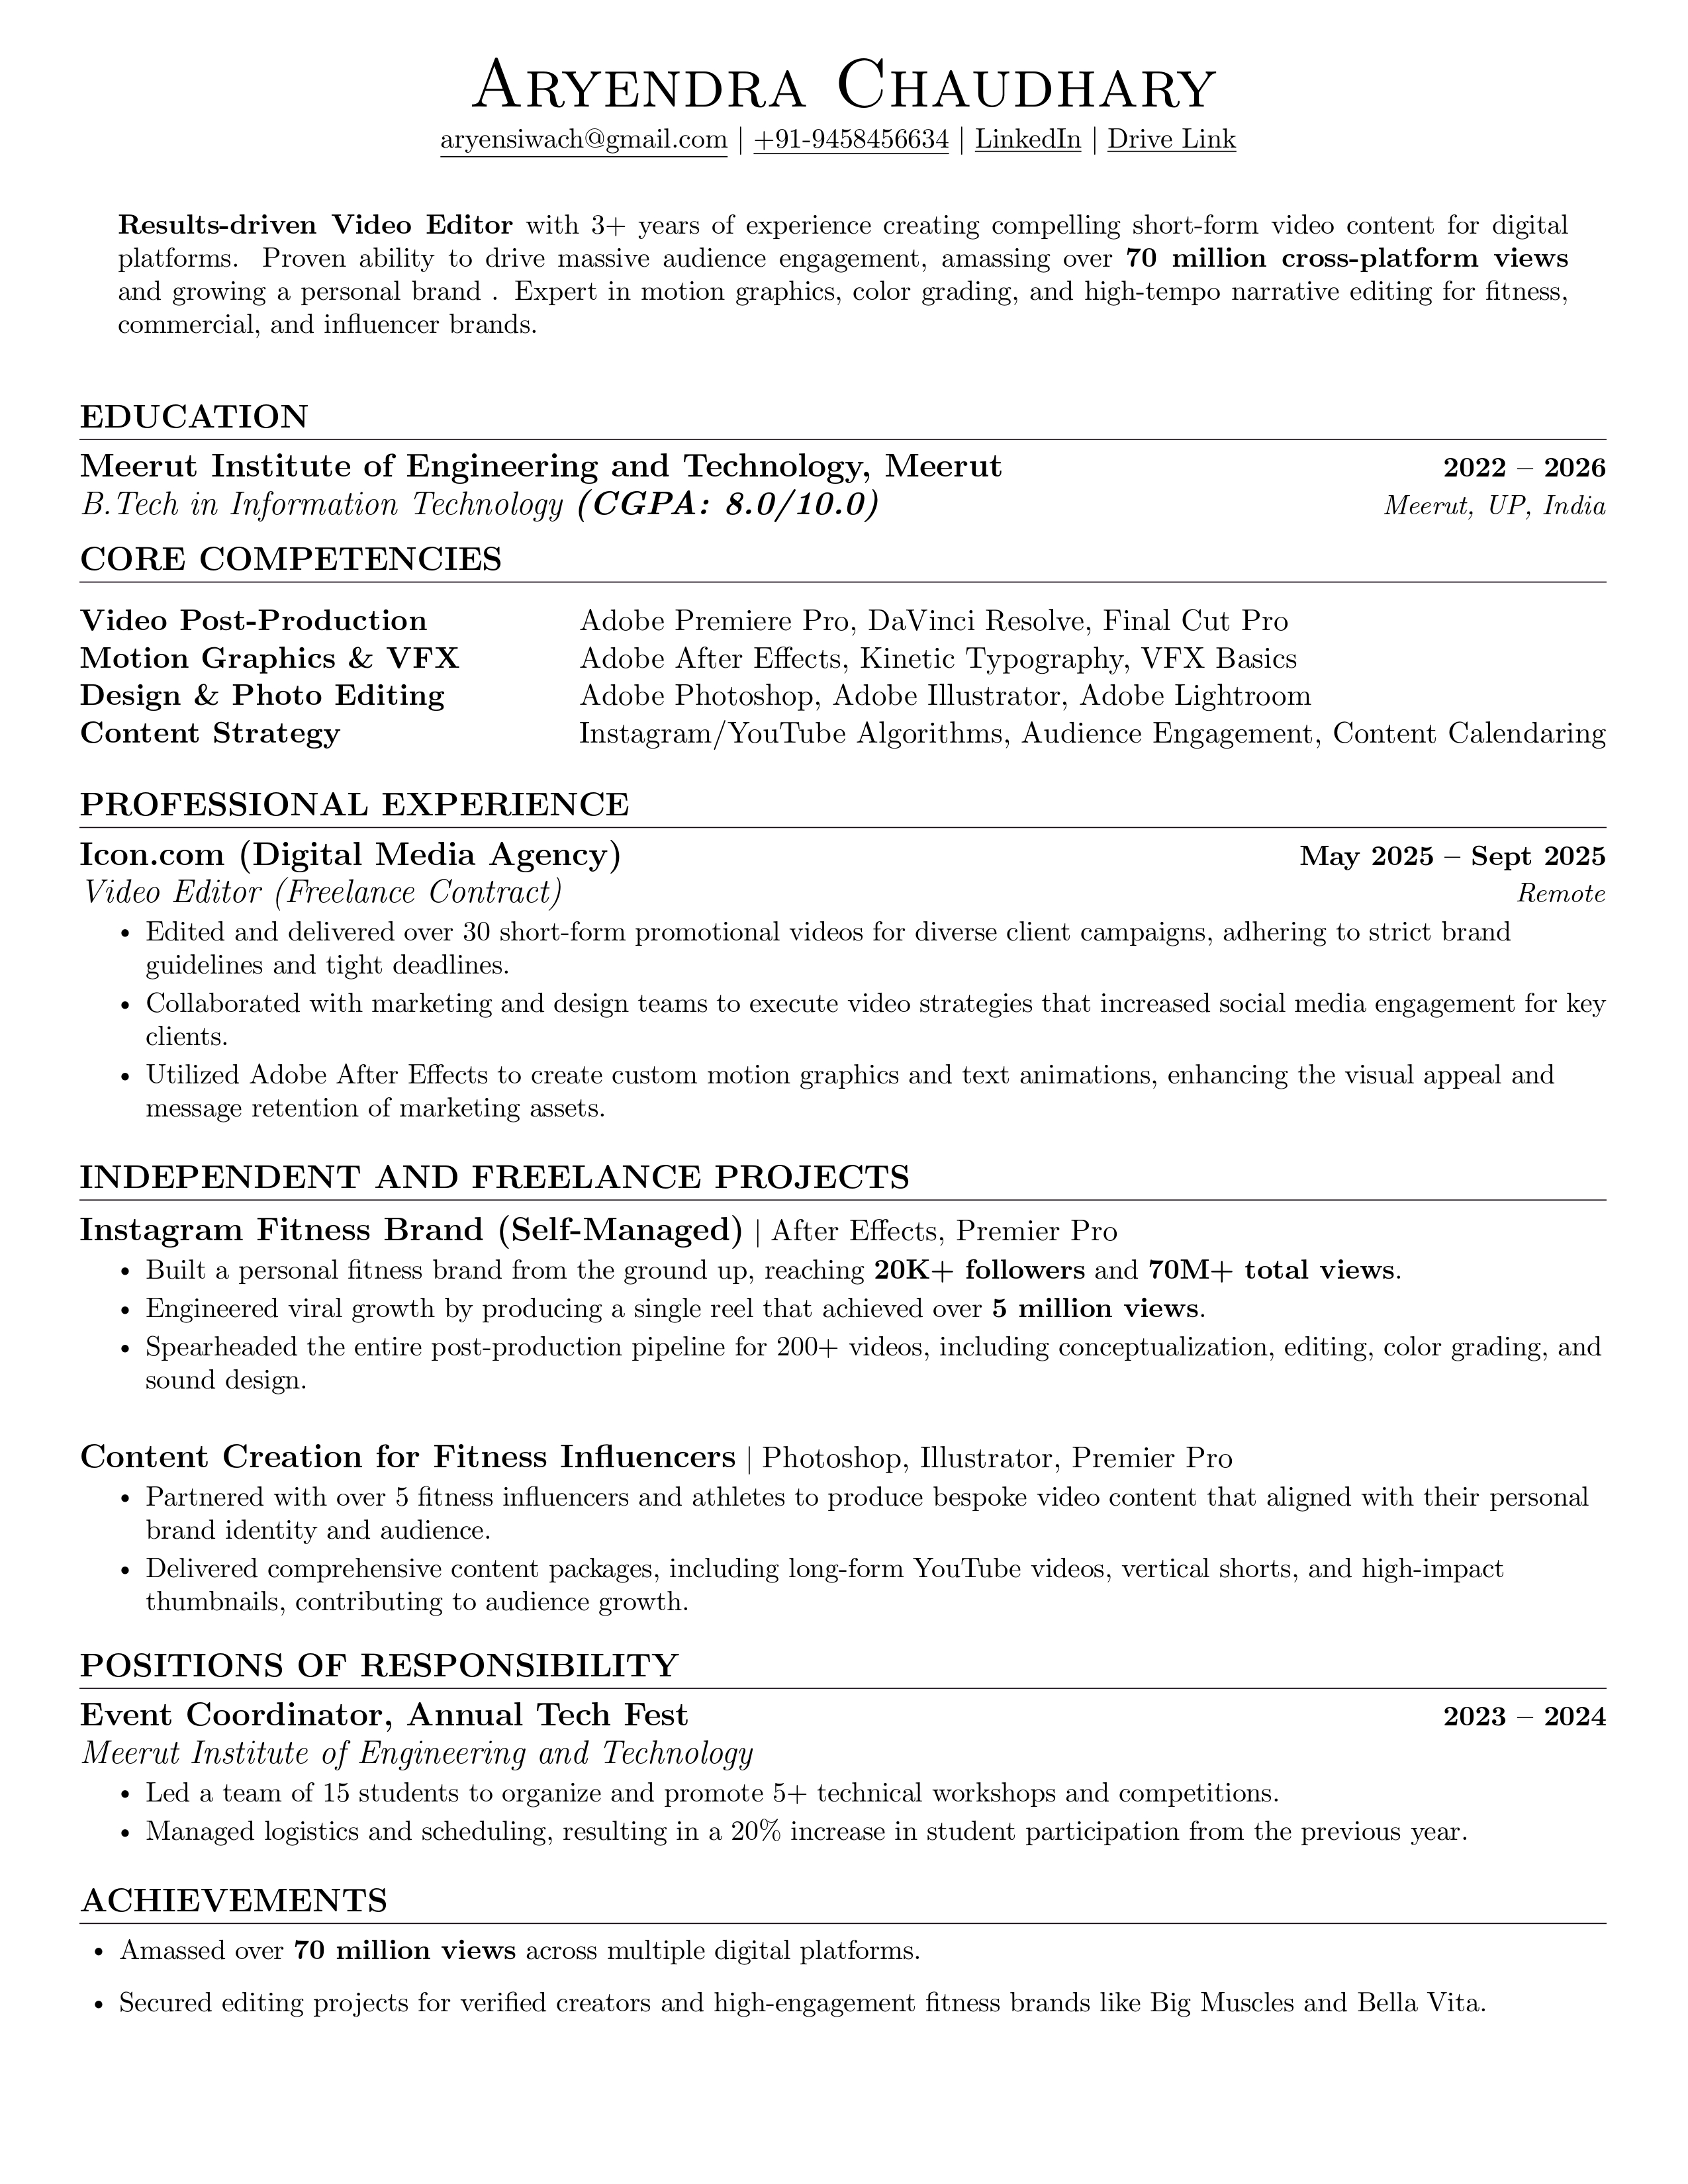 Aryendra Chaudhary
aryensiwach@gmail.com | +91-9458456634 | LinkedIn | Drive Link
Results-driven Video Editor with 3+ years of experience creating compelling short-form video content for digital
platforms. Proven ability to drive massive audience engagement, amassing over 70 million cross-platform views
and growing a personal brand . Expert in motion graphics, color grading, and high-tempo narrative editing for fitness,
commercial, and influencer brands.
EDUCATION
Meerut Institute of Engineering and Technology, Meerut 2022 – 2026
B.Tech in Information Technology (CGPA: 8.0/10.0) Meerut, UP, India
CORE COMPETENCIES
Video Post-Production Adobe Premiere Pro, DaVinci Resolve, Final Cut Pro
Motion Graphics & VFX Adobe After Effects, Kinetic Typography, VFX Basics
Design & Photo Editing Adobe Photoshop, Adobe Illustrator, Adobe Lightroom
Content Strategy Instagram/YouTube Algorithms, Audience Engagement, Content Calendaring
PROFESSIONAL EXPERIENCE
Icon.com (Digital Media Agency) May 2025 – Sept 2025
Video Editor (Freelance Contract) Remote
• Edited and delivered over 30 short-form promotional videos for diverse client campaigns, adhering to strict brand
guidelines and tight deadlines.
• Collaborated with marketing and design teams to execute video strategies that increased social media engagement for key
clients.
• Utilized Adobe After Effects to create custom motion graphics and text animations, enhancing the visual appeal and
message retention of marketing assets.
INDEPENDENT AND FREELANCE PROJECTS
Instagram Fitness Brand (Self-Managed) | After Effects, Premier Pro
• Built a personal fitness brand from the ground up, reaching 20K+ followers and 70M+ total views.
• Engineered viral growth by producing a single reel that achieved over 5 million views.
• Spearheaded the entire post-production pipeline for 200+ videos, including conceptualization, editing, color grading, and
sound design.
Content Creation for Fitness Influencers | Photoshop, Illustrator, Premier Pro
• Partnered with over 5 fitness influencers and athletes to produce bespoke video content that aligned with their personal
brand identity and audience.
• Delivered comprehensive content packages, including long-form YouTube videos, vertical shorts, and high-impact
thumbnails, contributing to audience growth.
POSITIONS OF RESPONSIBILITY
Event Coordinator, Annual Tech Fest 2023 – 2024
Meerut Institute of Engineering and Technology
• Led a team of 15 students to organize and promote 5+ technical workshops and competitions.
• Managed logistics and scheduling, resulting in a 20% increase in student participation from the previous year.
ACHIEVEMENTS
• Amassed over 70 million views across multiple digital platforms.
• Secured editing projects for verified creators and high-engagement fitness brands like Big Muscles and Bella Vita.